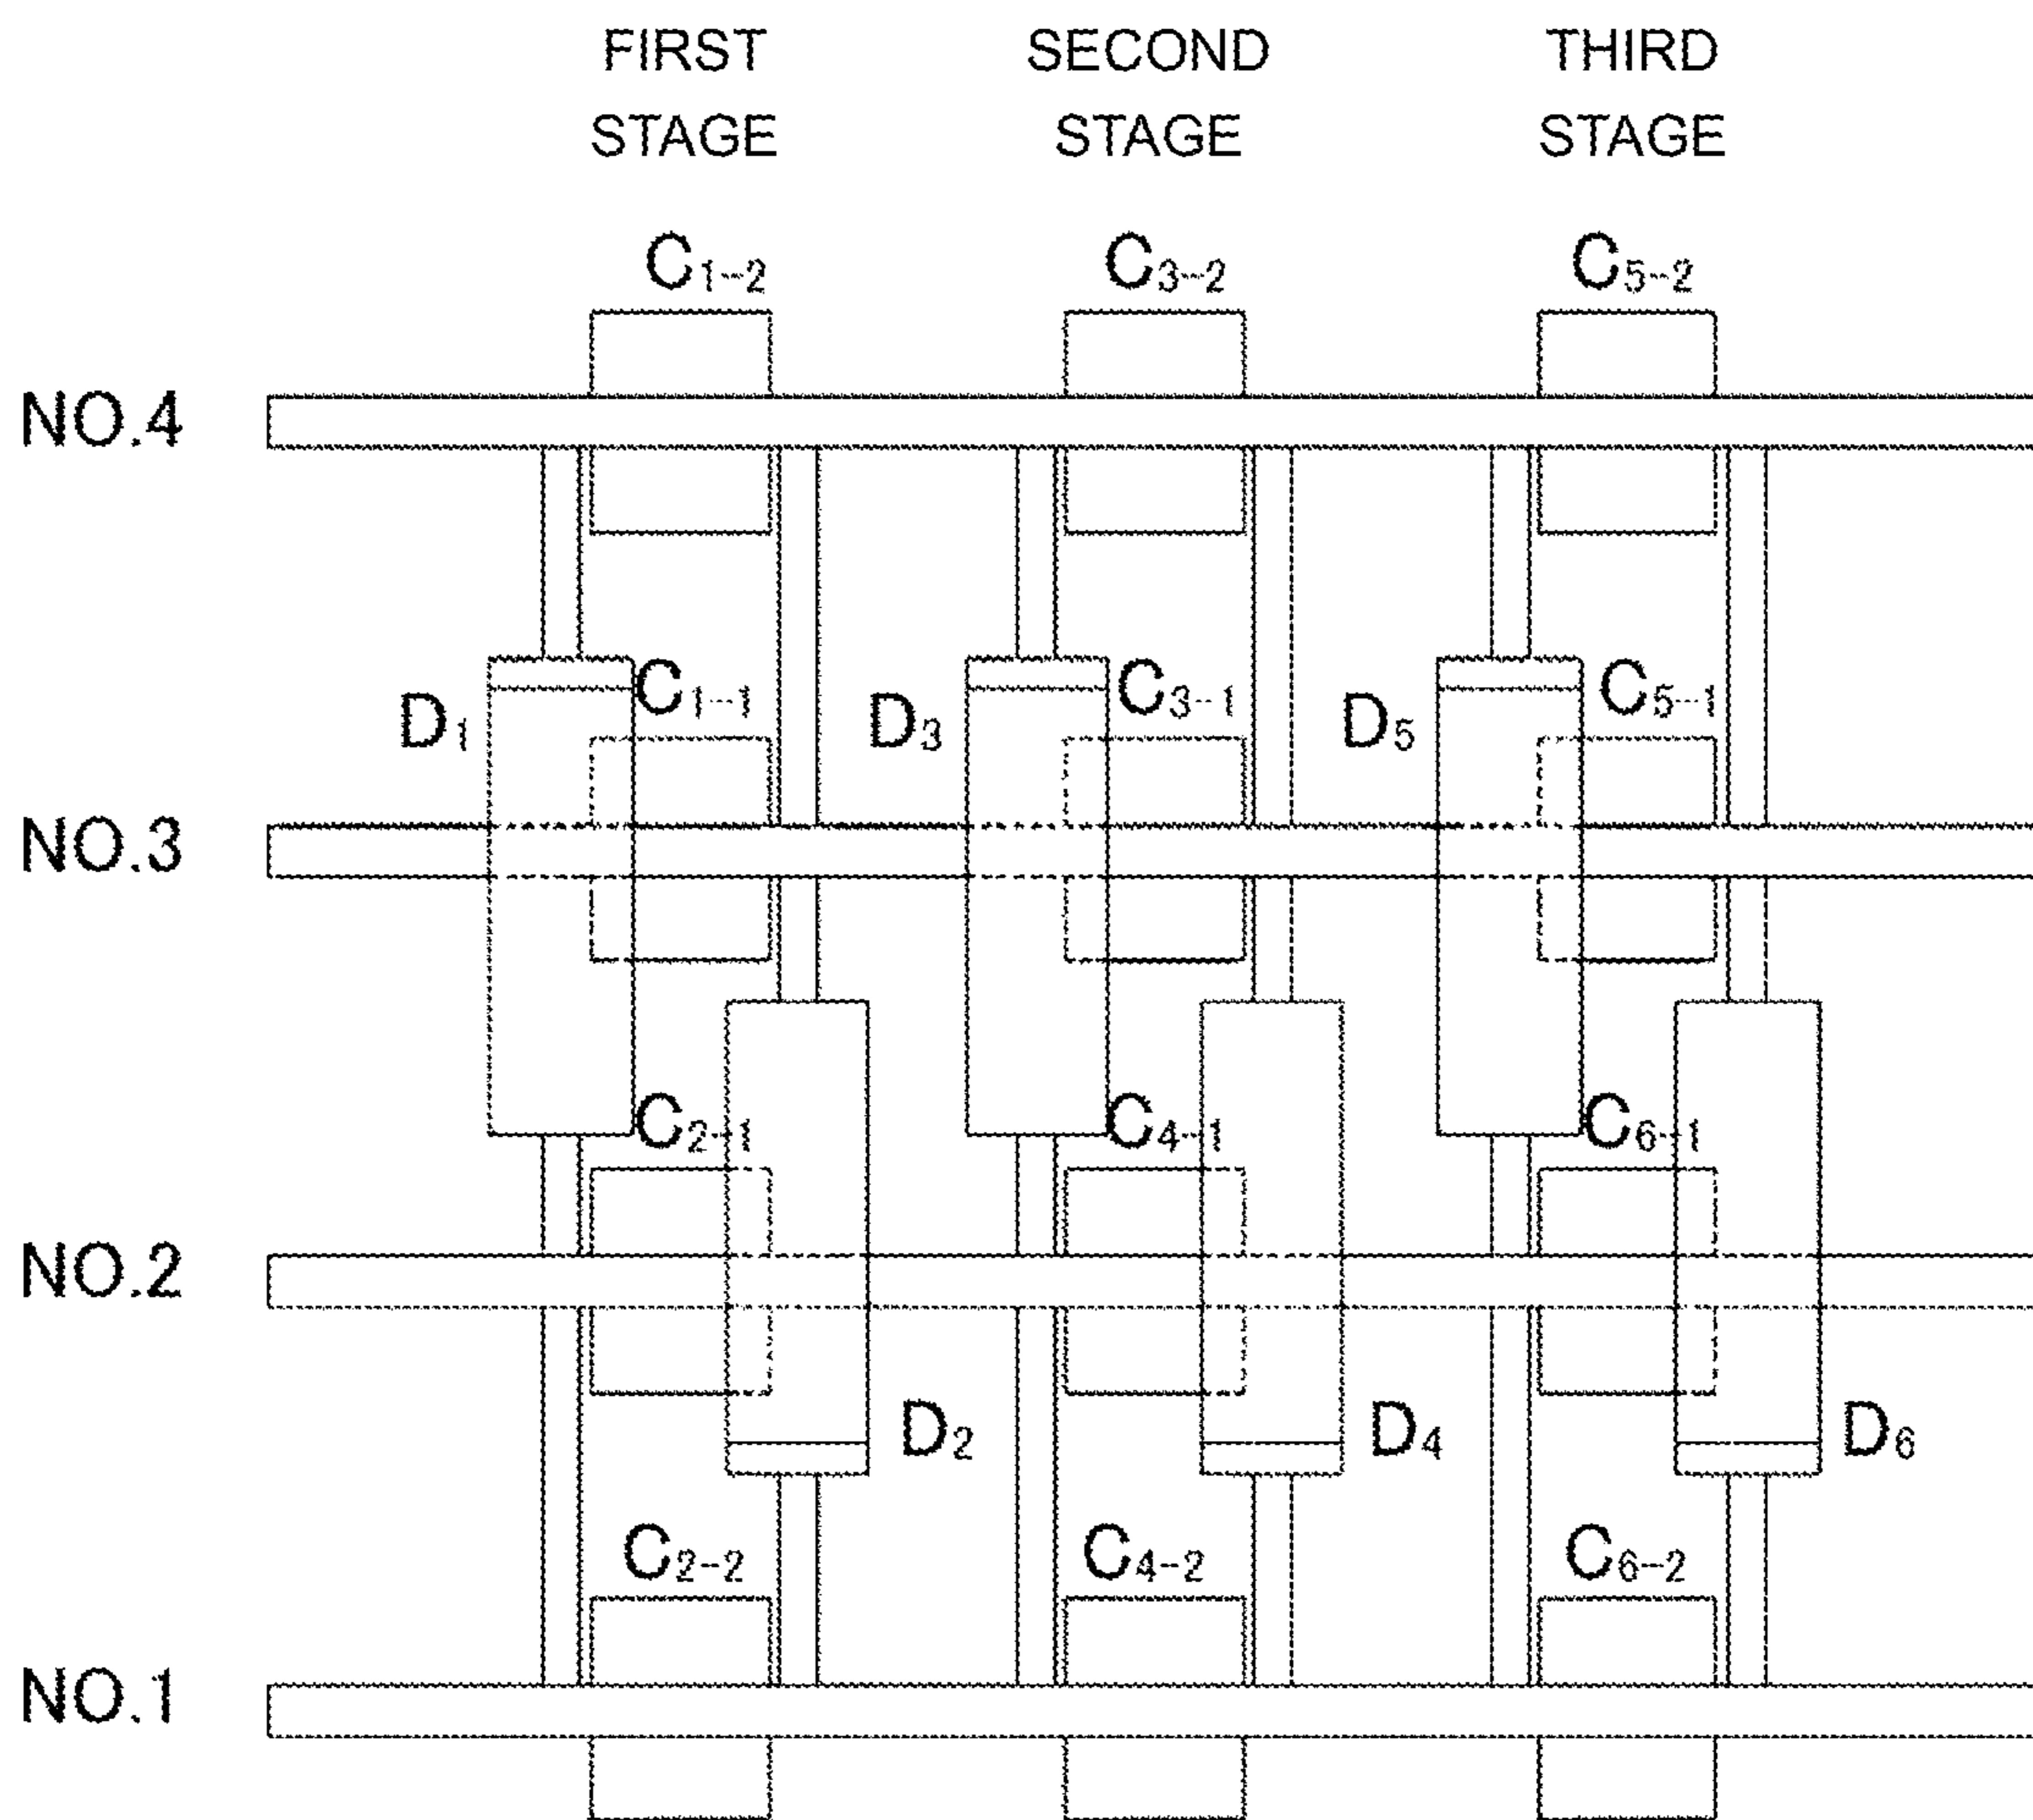 FIRST STAGE
SECOND STAGE
THIRD STAGE
C1-2
C3-2
C5-2
NO.4
C1-1
C3-1
C5-1
D1
D3
D5
NO.3
C2-1
C4-1
C6-1
NO.2
D2
D4
D6
C2-2
C4-2
C6-2
NO.1